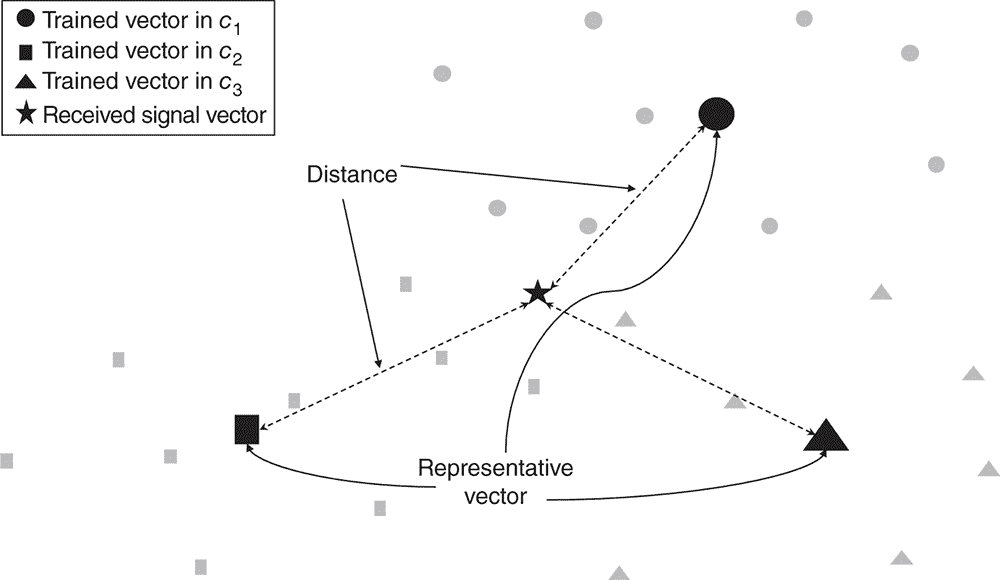 Trained vector in c₁
Trained vector in c₂
Trained vector in c₃
Received signal vector
Distance
Representative
vector